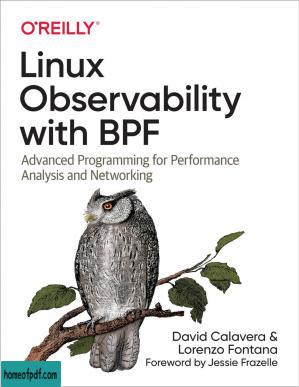 O'REILLY®
Linux
Observability
with BPF
Advanced Programming for Performance
Analysis and Networking
David Calavera &
Lorenzo Fontana
Foreword by Jessie Frazelle
homeofpdf.com